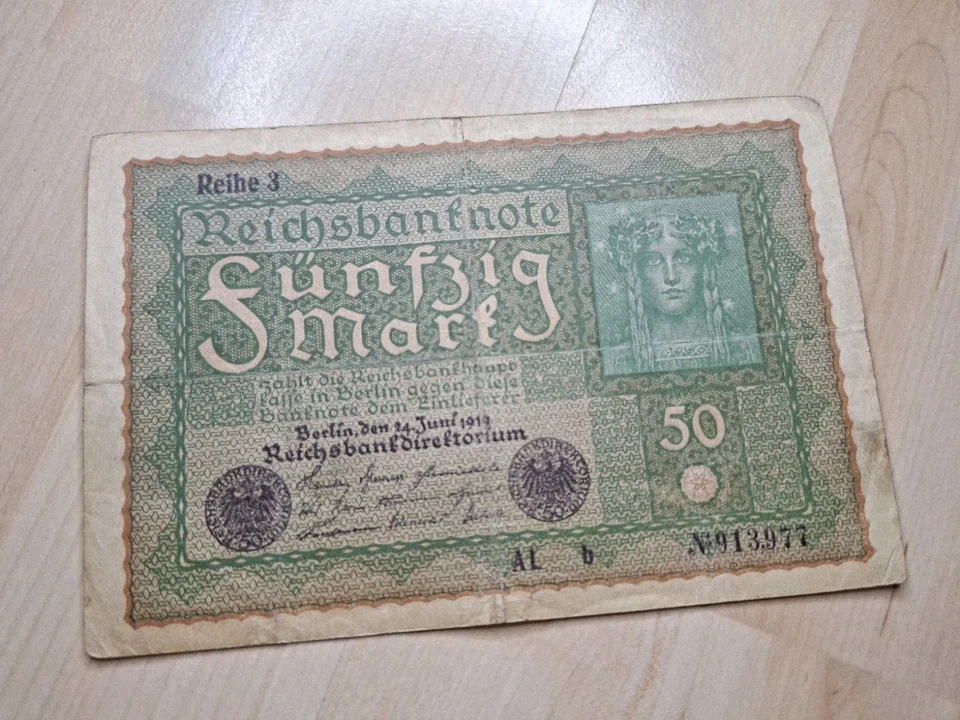 Reihe 3
Reichsbanknote
Fünfzig
Mark
zahlt die Reichsbankhaupt
kasse in Berlin gegen diese
Banknote dem Einlieferer
Berlin, den 24. Juni 1919
Reichsbankdirektorium
50
AL b
№913977